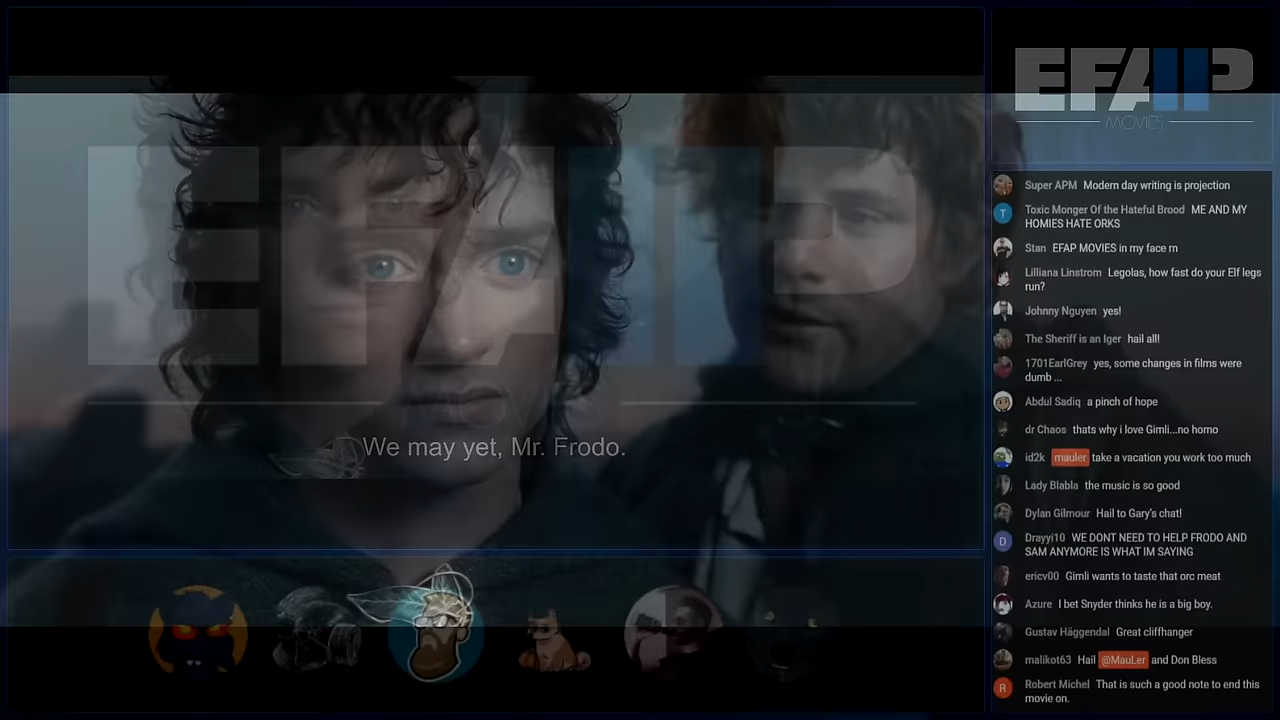 EFAP
MOVIES
EFAP
We may yet, Mr. Frodo.
Super APM Modern day writing is projection
Toxic Monger Of the Hateful Brood ME AND MY
HOMIES HATE ORKS
Stan EFAP MOVIES in my face rn
Lilliana Linstrom Legolas, how fast do your Elf legs
run?
Johnny Nguyen yes!
The Sheriff is an Iger hail all!
1701EarlGrey yes, some changes in films were
dumb ...
Abdul Sadiq a pinch of hope
dr Chaos thats why i love Gimli...no homo
id2k mauler take a vacation you work too much
Lady Blabla the music is so good
Dylan Gilmour Hail to Gary's chat!
Drayyi10 WE DONT NEED TO HELP FRODO AND
SAM ANYMORE IS WHAT IM SAYING
ericv00 Gimli wants to taste that orc meat
Azure I bet Snyder thinks he is a big boy.
Gustav Häggendal Great cliffhanger
malikot63 Hail @MauLer and Don Bless
Robert Michel That is such a good note to end this
movie on.
T
D
R